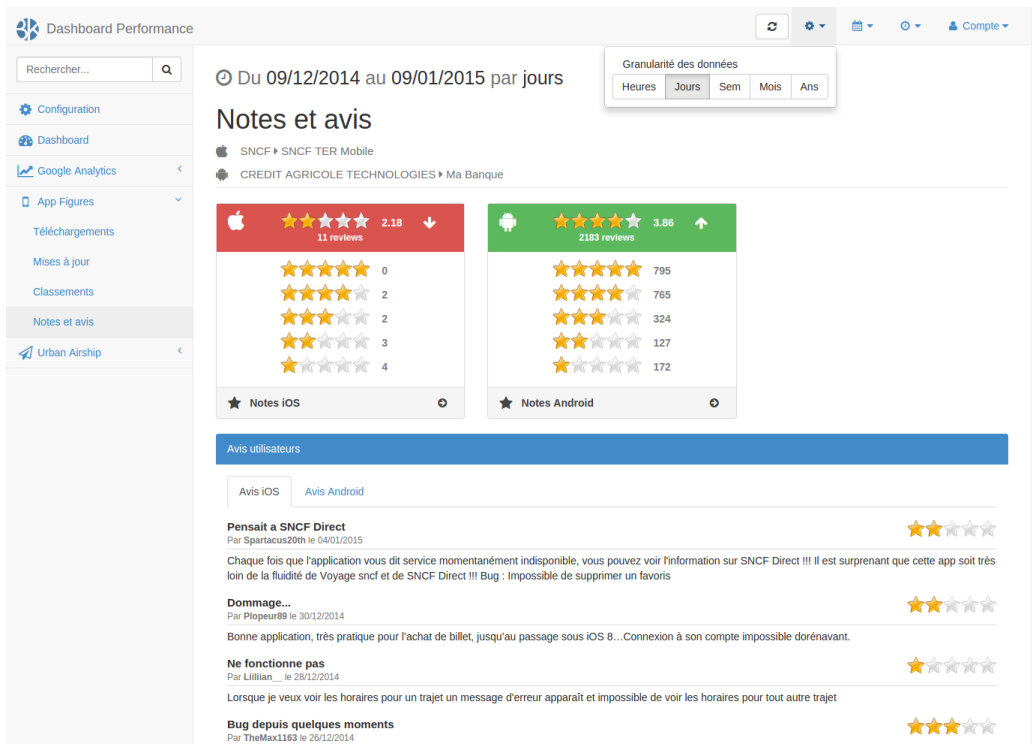 Dashboard Performance
Compte
Rechercher...
Granularité des données
Heures Jours Sem Mois Ans
Du 09/12/2014 au 09/01/2015 par jours
Configuration
Dashboard
Google Analytics
App Figures
Téléchargements
Mises à jour
Classements
Notes et avis
Urban Airship
Notes et avis
SNCF SNCF TER Mobile
CREDIT AGRICOLE TECHNOLOGIES Ma Banque
2.18
11 reviews
0
2
2
3
4
Notes iOS
3.86
2183 reviews
795
765
324
127
172
Notes Android
Avis utilisateurs
Avis iOS Avis Android
Pensait a SNCF Direct
Par Spartacus20th le 04/01/2015
Chaque fois que l'application vous dit service momentanément indisponible, vous pouvez voir l'information sur SNCF Direct !!! Il est surprenant que cette app soit très
loin de la fluidité de Voyage sncf et de SNCF Direct !!! Bug : Impossible de supprimer un favoris
Dommage...
Par Plopeur89 le 30/12/2014
Bonne application, très pratique pour l'achat de billet, jusqu'au passage sous iOS 8…Connexion à son compte impossible dorénavant.
Ne fonctionne pas
Par Liillian__ le 28/12/2014
Lorsque je veux voir les horaires pour un trajet un message d'erreur apparaît et impossible de voir les horaires pour tout autre trajet
Bug depuis quelques moments
Par TheMax1163 le 26/12/2014